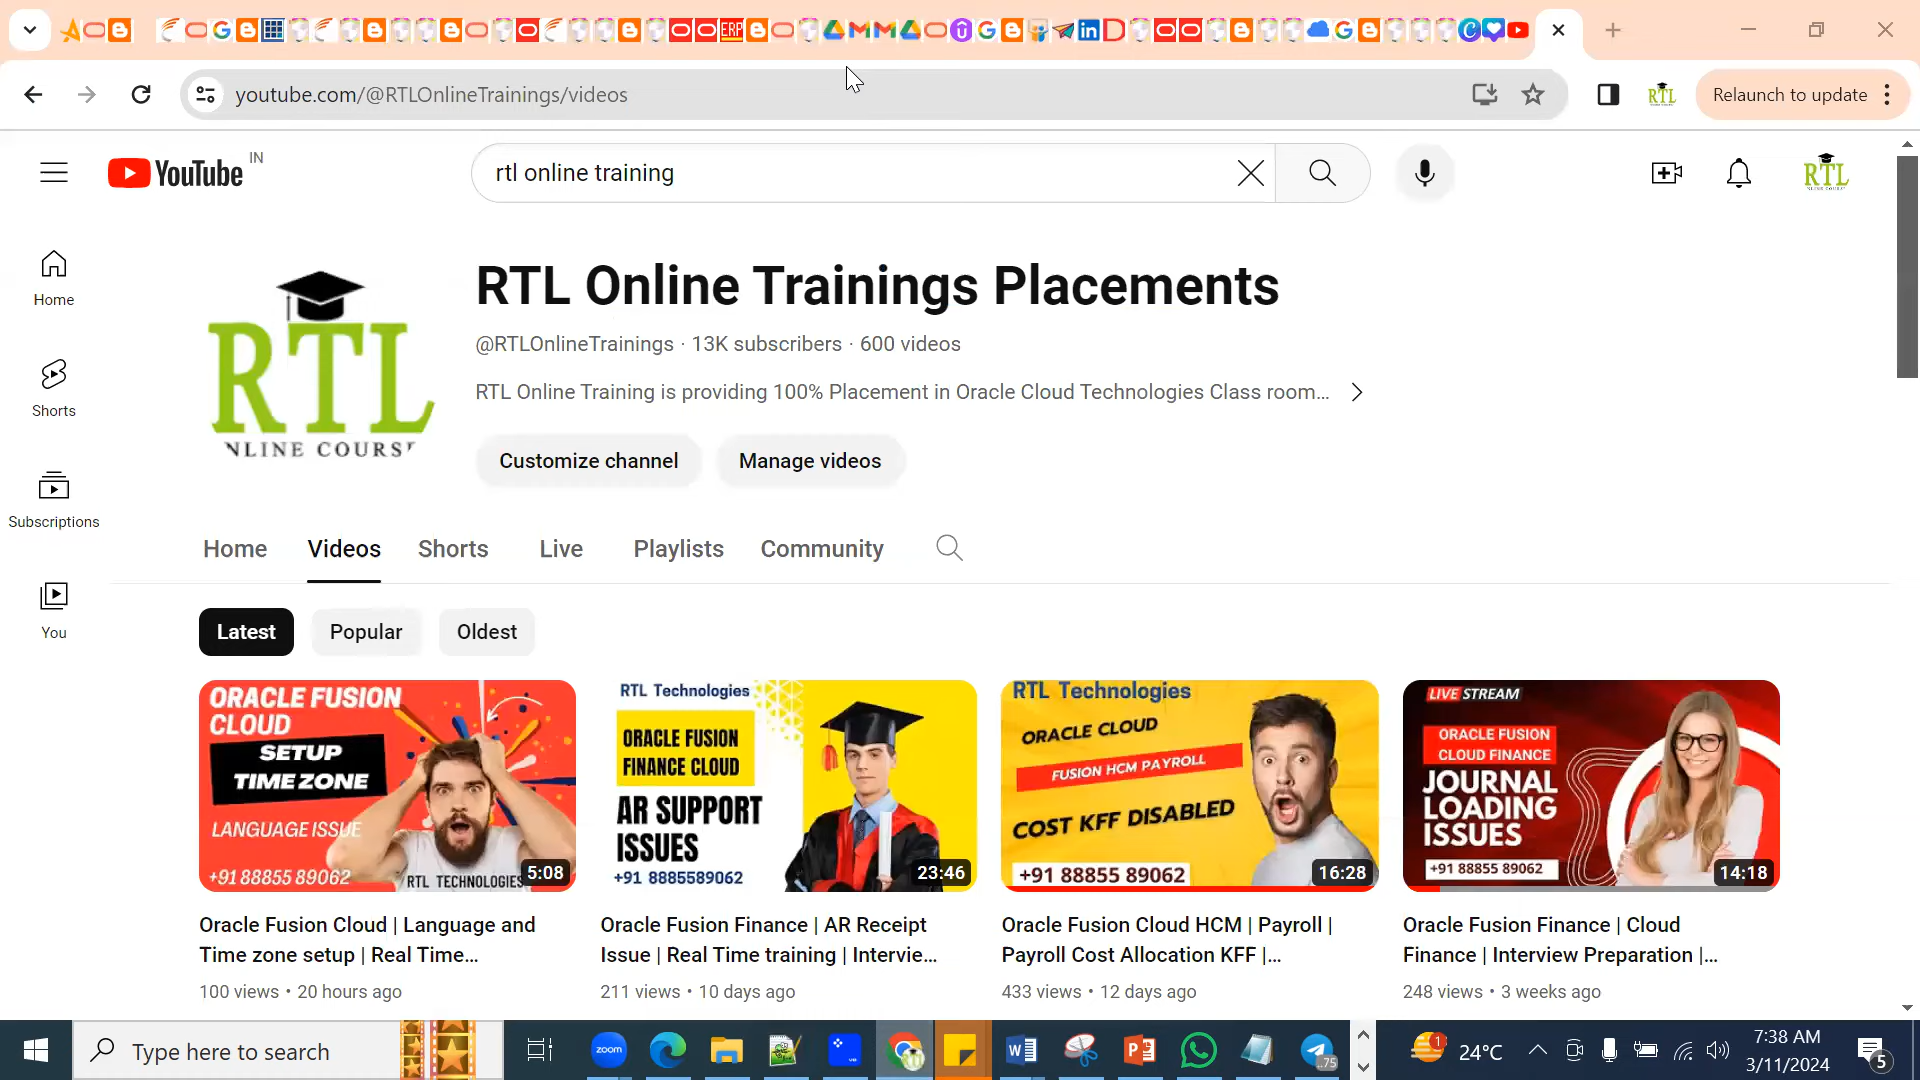 youtube.com/@RTLOnlineTrainings/videos
Relaunch to update
YouTube IN
rtl online training
Home
Shorts
Subscriptions
You
RTL
NLINE COURS
RTL Online Trainings Placements
@RTLOnlineTrainings · 13K subscribers · 600 videos
RTL Online Training is providing 100% Placement in Oracle Cloud Technologies Class room...
Customize channel
Manage videos
Home Videos Shorts Live Playlists Community
Latest Popular Oldest
ORACLE FUSION
CLOUD
SETUP
TIME ZONE
LANGUAGE ISSUE
+91 88855 89062
RTL TECHNOLOGIES
5:08
RTL Technologies
ORACLE FUSION
FINANCE CLOUD
AR SUPPORT
ISSUES
+91 8885589062
23:46
RTL Technologies
ORACLE CLOUD
FUSION HCM PAYROLL
COST KFF DISABLED
+91 88855 89062
16:28
LIVE STREAM
ORACLE FUSION
CLOUD FINANCE
JOURNAL
LOADING
ISSUES
+91 88855 89062
14:18
Oracle Fusion Cloud | Language and
Time zone setup | Real Time...
100 views • 20 hours ago
Oracle Fusion Finance | AR Receipt
Issue | Real Time training | Intervie...
211 views • 10 days ago
Oracle Fusion Cloud HCM | Payroll |
Payroll Cost Allocation KFF |...
433 views • 12 days ago
Oracle Fusion Finance | Cloud
Finance | Interview Preparation |...
248 views • 3 weeks ago
Type here to search
zoom
75
1
24°C
7:38 AM
3/11/2024
5